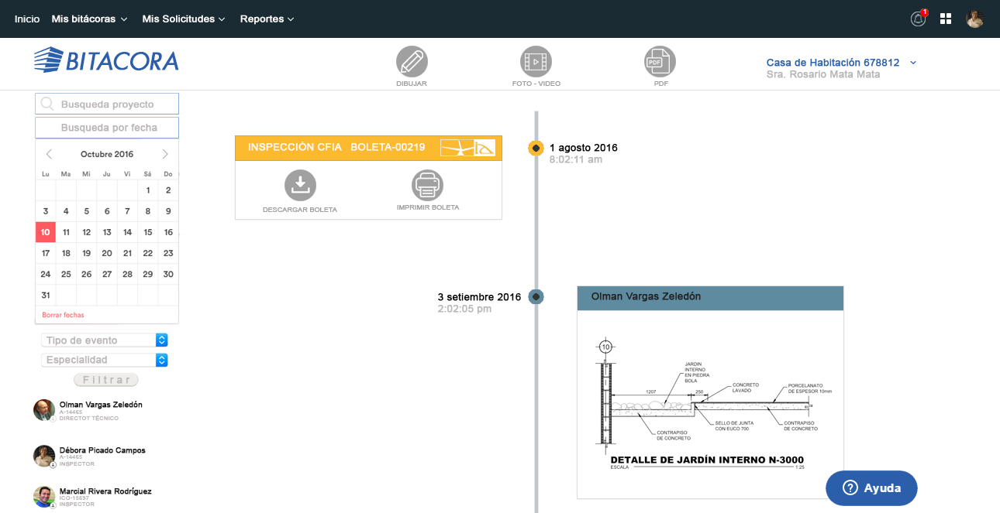 Inicio Mis bitácoras Mis Solicitudes Reportes 1
BITACORA
DIBUJAR
FOTO - VIDEO
PDF
PDF
Casa de Habitación 678812
Sra. Rosario Mata Mata
Busqueda proyecto
Busqueda por fecha
Octubre 2016
Lu Ma Mi Ju Vi Sá Do
1 2
3 4 5 6 7 8 9
10 11 12 13 14 15 16
17 18 19 20 21 22 23
24 25 26 27 28 29 30
31
Borrar fechas
Tipo de evento
Especialidad
Filtrar
Olman Vargas Zeledón
A-14465
DIRECTOT TÉCNICO
Débora Picado Campos
A-14465
INSPECTOR
Marcial Rivera Rodríguez
ICO-15697
INSPECTOR
INSPECCIÓN CFIA BOLETA-00219
DESCARGAR BOLETA
IMPRIMIR BOLETA
1 agosto 2016
8:02:11 am
3 setiembre 2016
2:02:05 pm
Olman Vargas Zeledón
10
JARDIN
INTERNO
EN PIEDRA
BOLA
CONCRETO
LAVADO
PORCELANATO
DE ESPESOR 10mm
1207
250
CONTRAPISO
DE CONCRETO
SELLO DE JUNTA
CON EUCO 700
CONTRAPISO
DE CONCRETO
DETALLE DE JARDÍN INTERNO N-3000
ESCALA 1:25
Ayuda